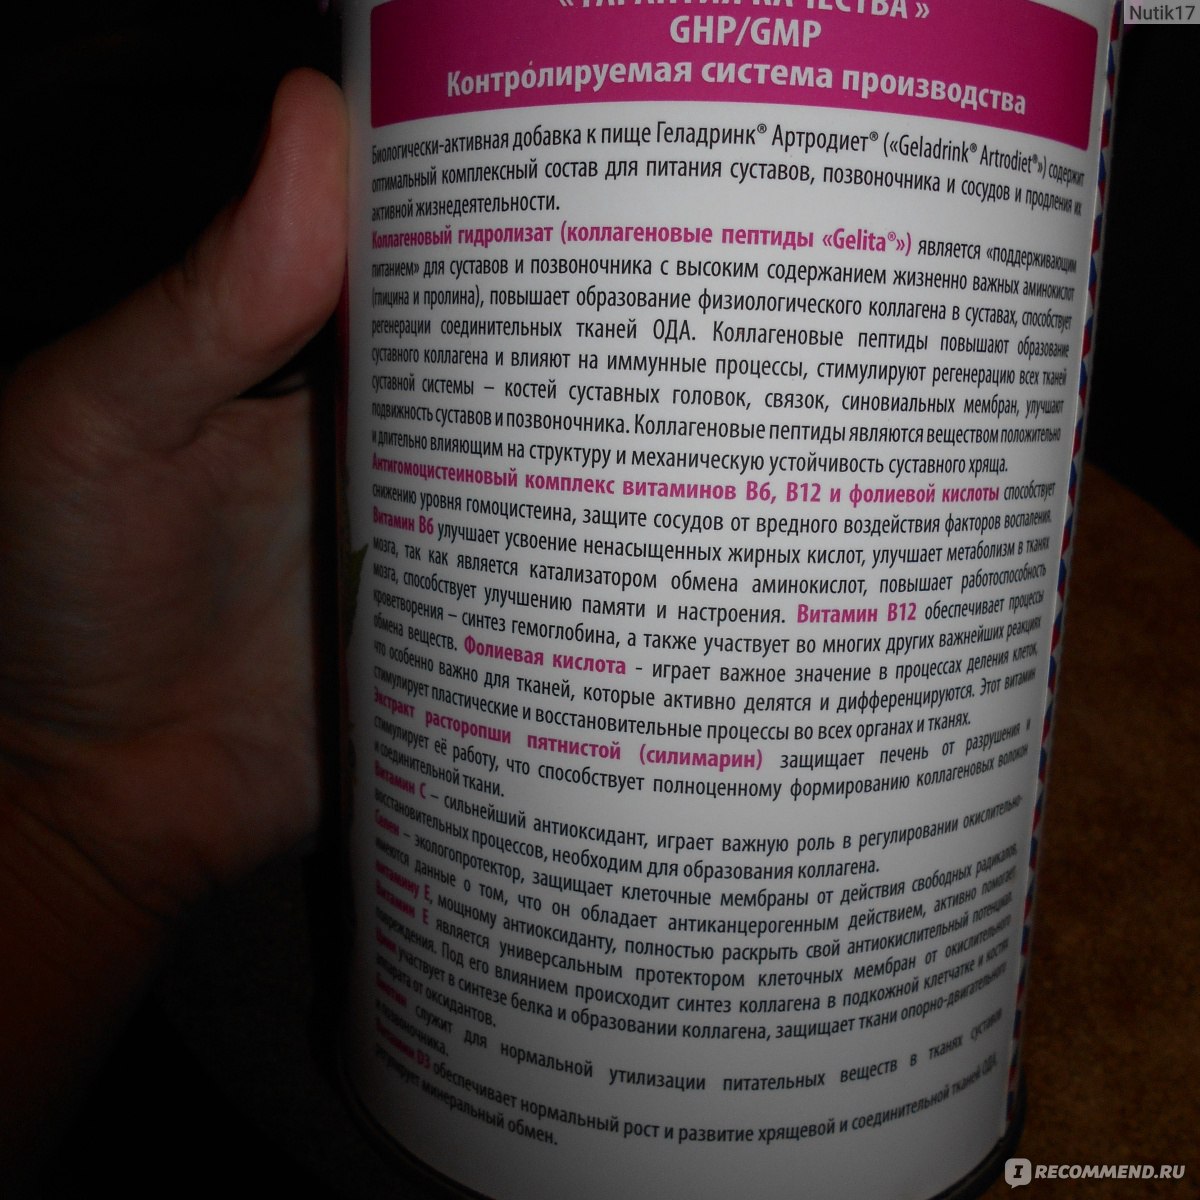 Nutik17
«ГАРАНТИЯ КАЧЕСТВА»
GHP/GMP
Контролируемая система производства
Биологически-активная добавка к пище Геладринк® Артродиет® («Geladrink® Artrodiet®») содержит
оптимальный комплексный состав для питания суставов, позвоночника и сосудов и продления их
активной жизнедеятельности.
Коллагеновый гидролизат (коллагеновые пептиды «Gelita®») является «поддерживающим
питанием» для суставов и позвоночника с высоким содержанием жизненно важных аминокислот
(глицина и пролина), повышает образование физиологического коллагена в суставах, способствует
регенерации соединительных тканей ОДА. Коллагеновые пептиды повышают образование
суставного коллагена и влияют на иммунные процессы, стимулируют регенерацию всех тканей
суставной системы – костей суставных головок, связок, синовиальных мембран, улучшают
подвижность суставов и позвоночника. Коллагеновые пептиды являются веществом положительно
и длительно влияющим на структуру и механическую устойчивость суставного хряща.
Антигомоцистеиновый комплекс витаминов В6, В12 и фолиевой кислоты способствует
снижению уровня гомоцистеина, защите сосудов от вредного воздействия факторов воспаления.
Витамин В6 улучшает усвоение ненасыщенных жирных кислот, улучшает метаболизм в тканях
мозга, так как является катализатором обмена аминокислот, повышает работоспособность
мозга, способствует улучшению памяти и настроения. Витамин В12 обеспечивает процессы
кроветворения – синтез гемоглобина, а также участвует во многих других важнейших реакциях
обмена веществ. Фолиевая кислота - играет важное значение в процессах деления клеток,
что особенно важно для тканей, которые активно делятся и дифференцируются. Этот витамин
стимулирует пластические и восстановительные процессы во всех органах и тканях.
Экстракт расторопши пятнистой (силимарин) защищает печень от разрушения и
стимулирует её работу, что способствует полноценному формированию коллагеновых волокон
и соединительной ткани.
Витамин С – сильнейший антиоксидант, играет важную роль в регулировании окислительно-
восстановительных процессов, необходим для образования коллагена.
Селен – экологопротектор, защищает клеточные мембраны от действия свободных радикалов,
имеются данные о том, что он обладает антиканцерогенным действием, активно помогает
витамину Е, мощному антиоксиданту, полностью раскрыть свой антиокислительный потенциал.
Витамин Е является универсальным протектором клеточных мембран от окислительного
повреждения. Под его влиянием происходит синтез коллагена в подкожной клетчатке и костях
Цинк участвует в синтезе белка и образовании коллагена, защищает ткани опорно-двигательного
аппарата от оксидантов.
Биотин служит для нормальной утилизации питательных веществ в тканях суставов
и позвоночника.
Витамин D3 обеспечивает нормальный рост и развитие хрящевой и соединительной тканей ОДА,
регулирует минеральный обмен.
IRECOMMEND.RU